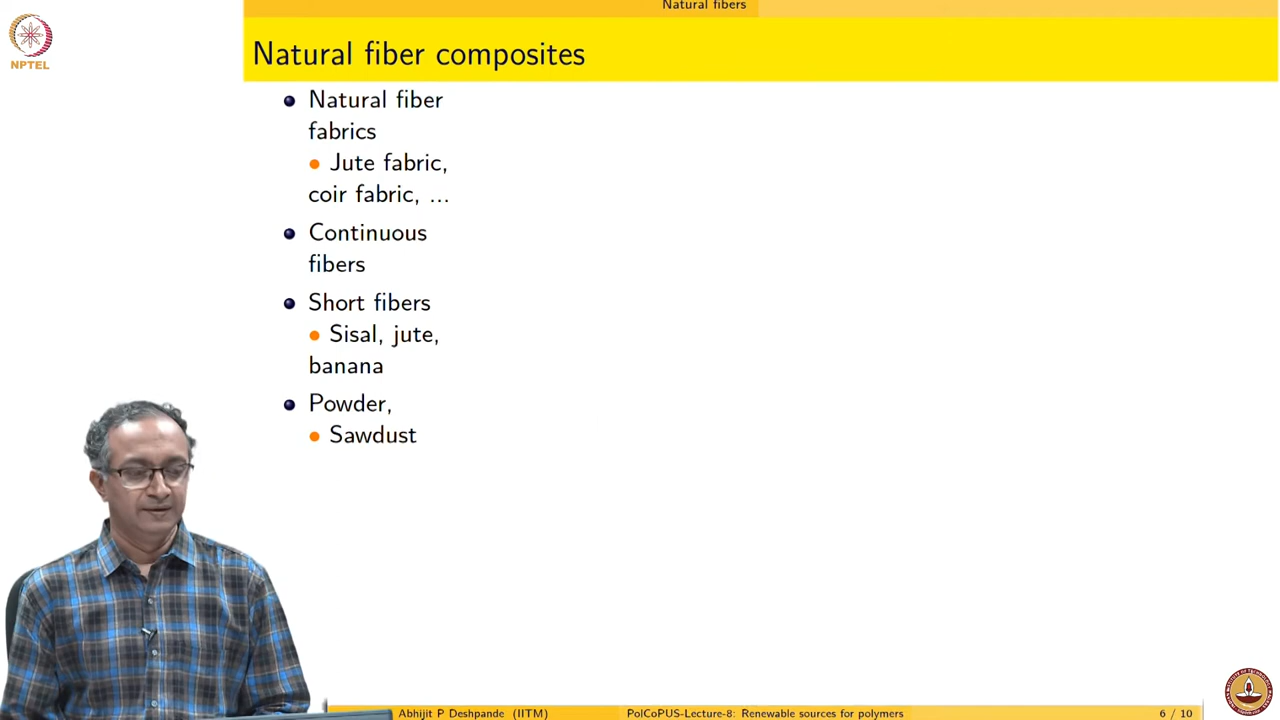 Natural fibers
NPTEL
Natural fiber composites
Natural fiber
fabrics
Jute fabric,
coir fabric, ...
Continuous
fibers
Short fibers
Sisal, jute,
banana
Powder,
Sawdust
Abhijit P Deshpande (IITM)
PolCoPUS-Lecture-8: Renewable sources for polymers
6 / 10